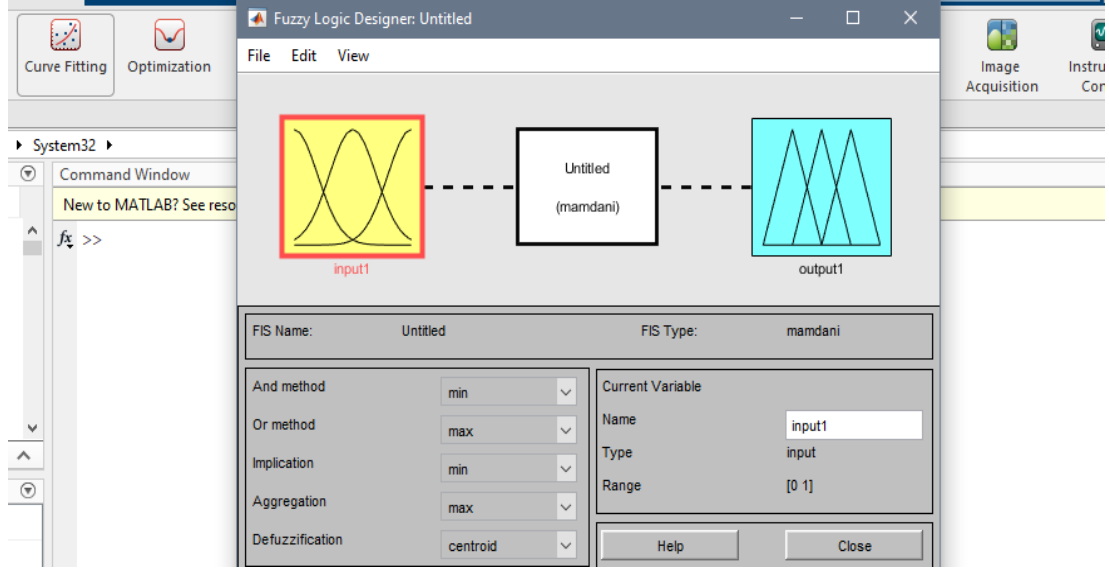 Fuzzy Logic Designer: Untitled
File Edit View
Curve Fitting
Optimization
Image
Acquisition
System32
Command Window
New to MATLAB? See
fx >>
input1
Untitled
(mamdani)
output1
FIS Name: Untitled
FIS Type: mamdani
And method min
Or method max
Implication min
Aggregation max
Defuzzification centroid
Current Variable
Name input1
Type input
Range [0 1]
Help
Close